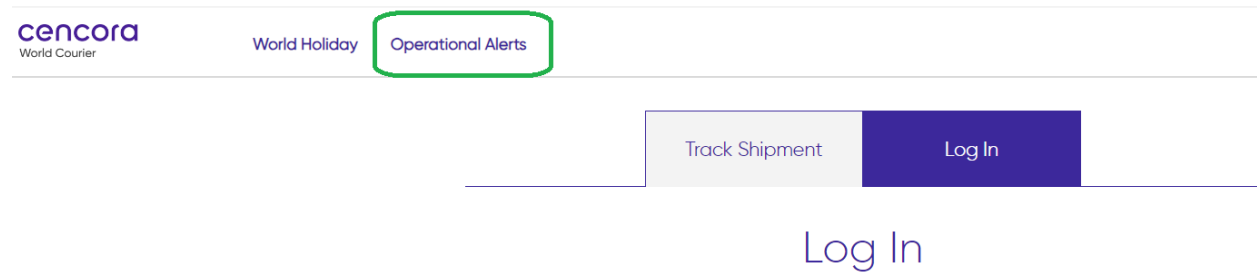 cencora
World Courier
World Holiday Operational Alerts
Track Shipment Log In
Log In